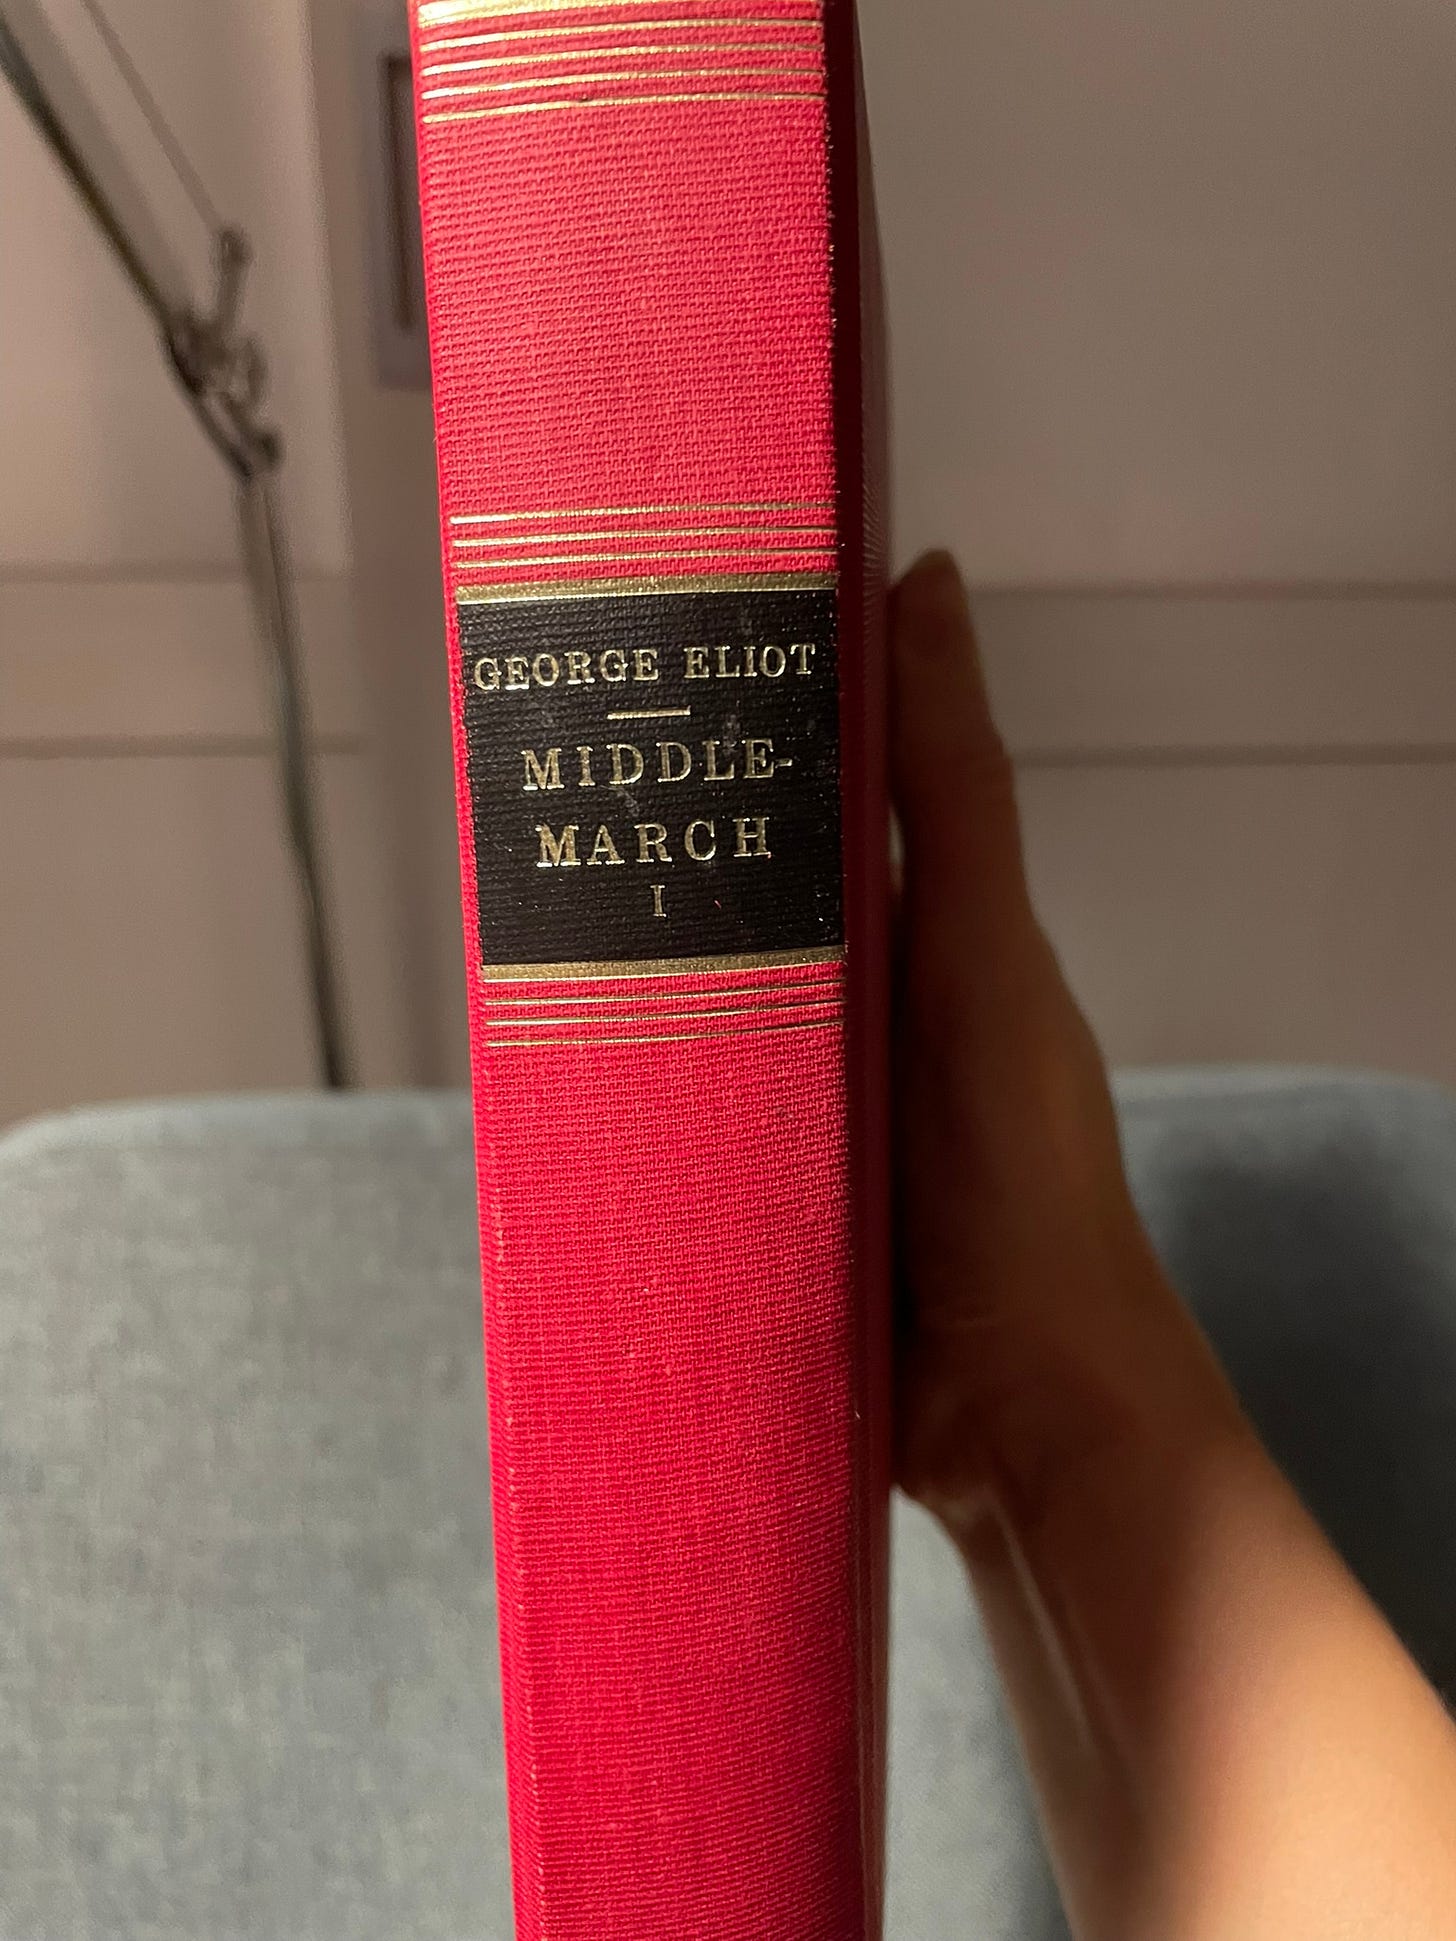 GEORGE ELIOT
MIDDLE-
MARCH
I